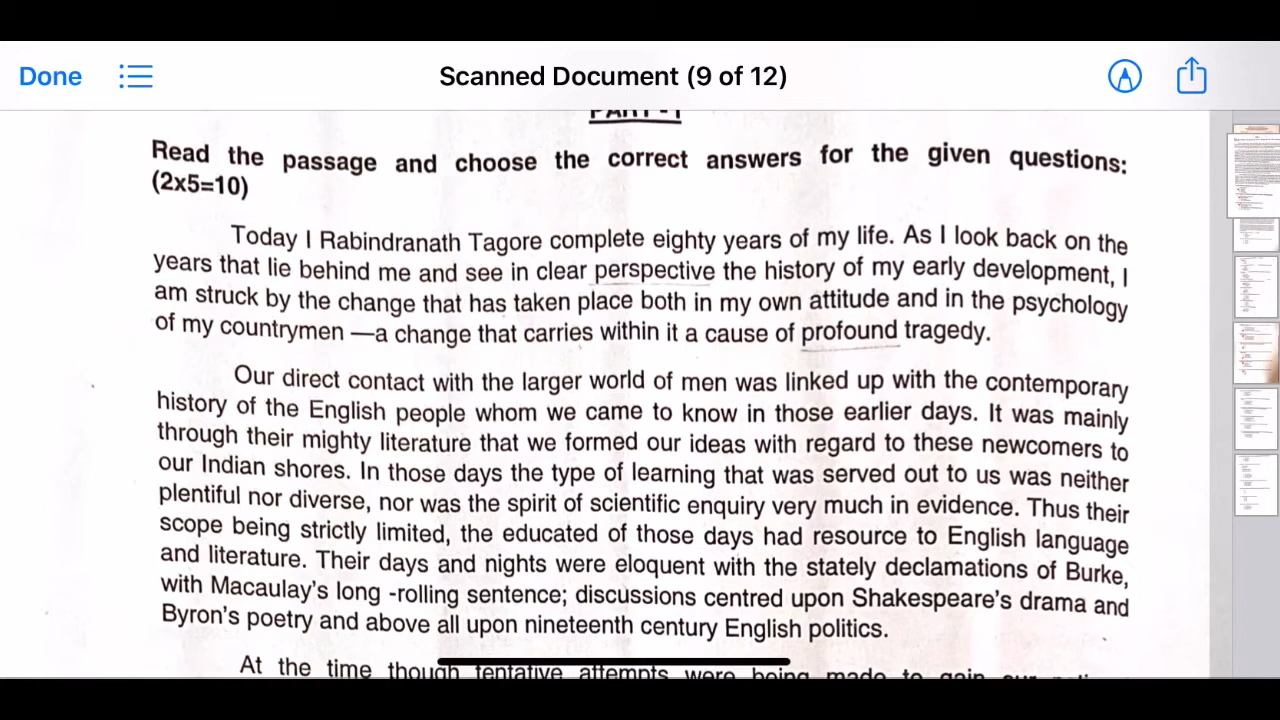 Done
Scanned Document (9 of 12)
PART - 1
Read the passage and choose the correct answers for the given questions:
(2x5=10)
Today I Rabindranath Tagore complete eighty years of my life. As I look back on the
years that lie behind me and see in clear perspective the history of my early development, I
am struck by the change that has taken place both in my own attitude and in the psychology
of my countrymen —a change that carries within it a cause of profound tragedy.
Our direct contact with the larger world of men was linked up with the contemporary
history of the English people whom we came to know in those earlier days. It was mainly
through their mighty literature that we formed our ideas with regard to these newcomers to
our Indian shores. In those days the type of learning that was served out to us was neither
plentiful nor diverse, nor was the spirit of scientific enquiry very much in evidence. Thus their
scope being strictly limited, the educated of those days had resource to English language
and literature. Their days and nights were eloquent with the stately declamations of Burke,
with Macaulay's long -rolling sentence; discussions centred upon Shakespeare's drama and
Byron's poetry and above all upon nineteenth century English politics.
At the time though tentative attempts were being made to gain our